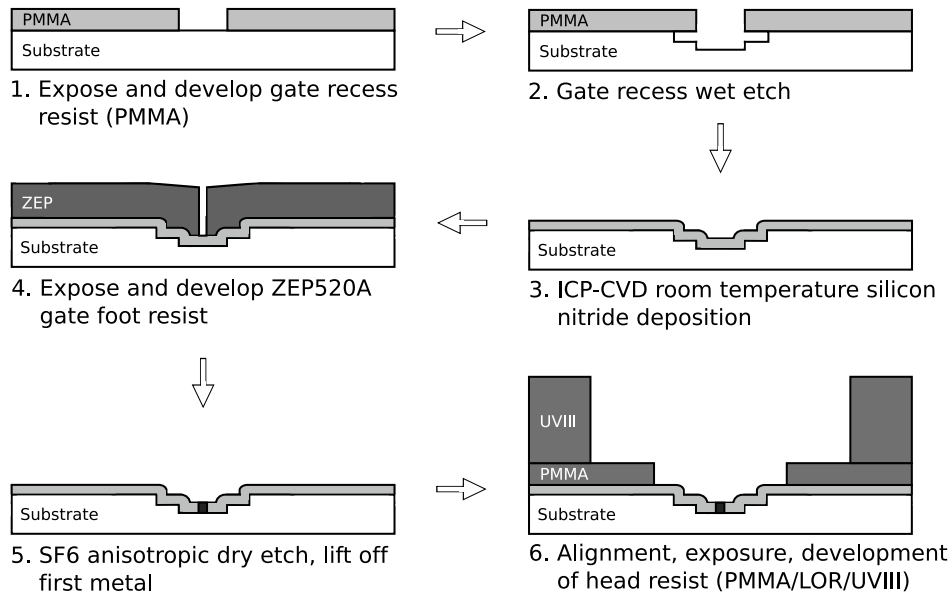 PMMA
Substrate
1. Expose and develop gate recess
resist (PMMA)
PMMA
Substrate
2. Gate recess wet etch
Substrate
3. ICP-CVD room temperature silicon
nitride deposition
ZEP
Substrate
4. Expose and develop ZEP520A
gate foot resist
Substrate
5. SF6 anisotropic dry etch, lift off
first metal
UVIII
PMMA
Substrate
6. Alignment, exposure, development
of head resist (PMMA/LOR/UVIII)